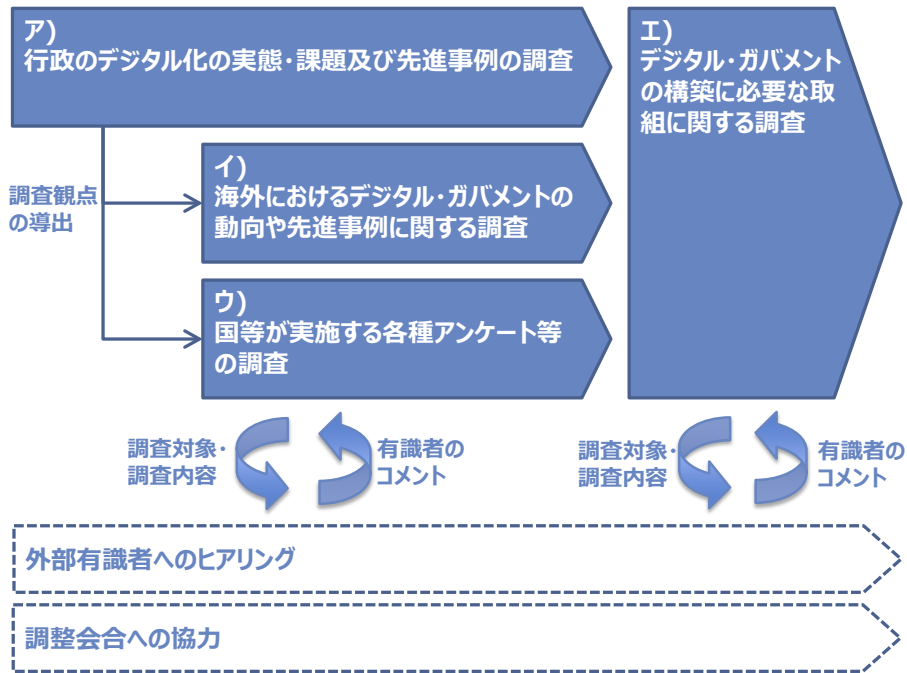 ア)
行政のデジタル化の実態・課題及び先進事例の調査
エ)
デジタル・ガバメント
の構築に必要な取
組に関する調査
調査観点
の導出
イ)
海外におけるデジタル・ガバメントの
動向や先進事例に関する調査
ウ)
国等が実施する各種アンケート等
の調査
調査対象・
調査内容
有識者の
コメント
調査対象・
調査内容
有識者の
コメント
外部有識者へのヒアリング
調整会合への協力